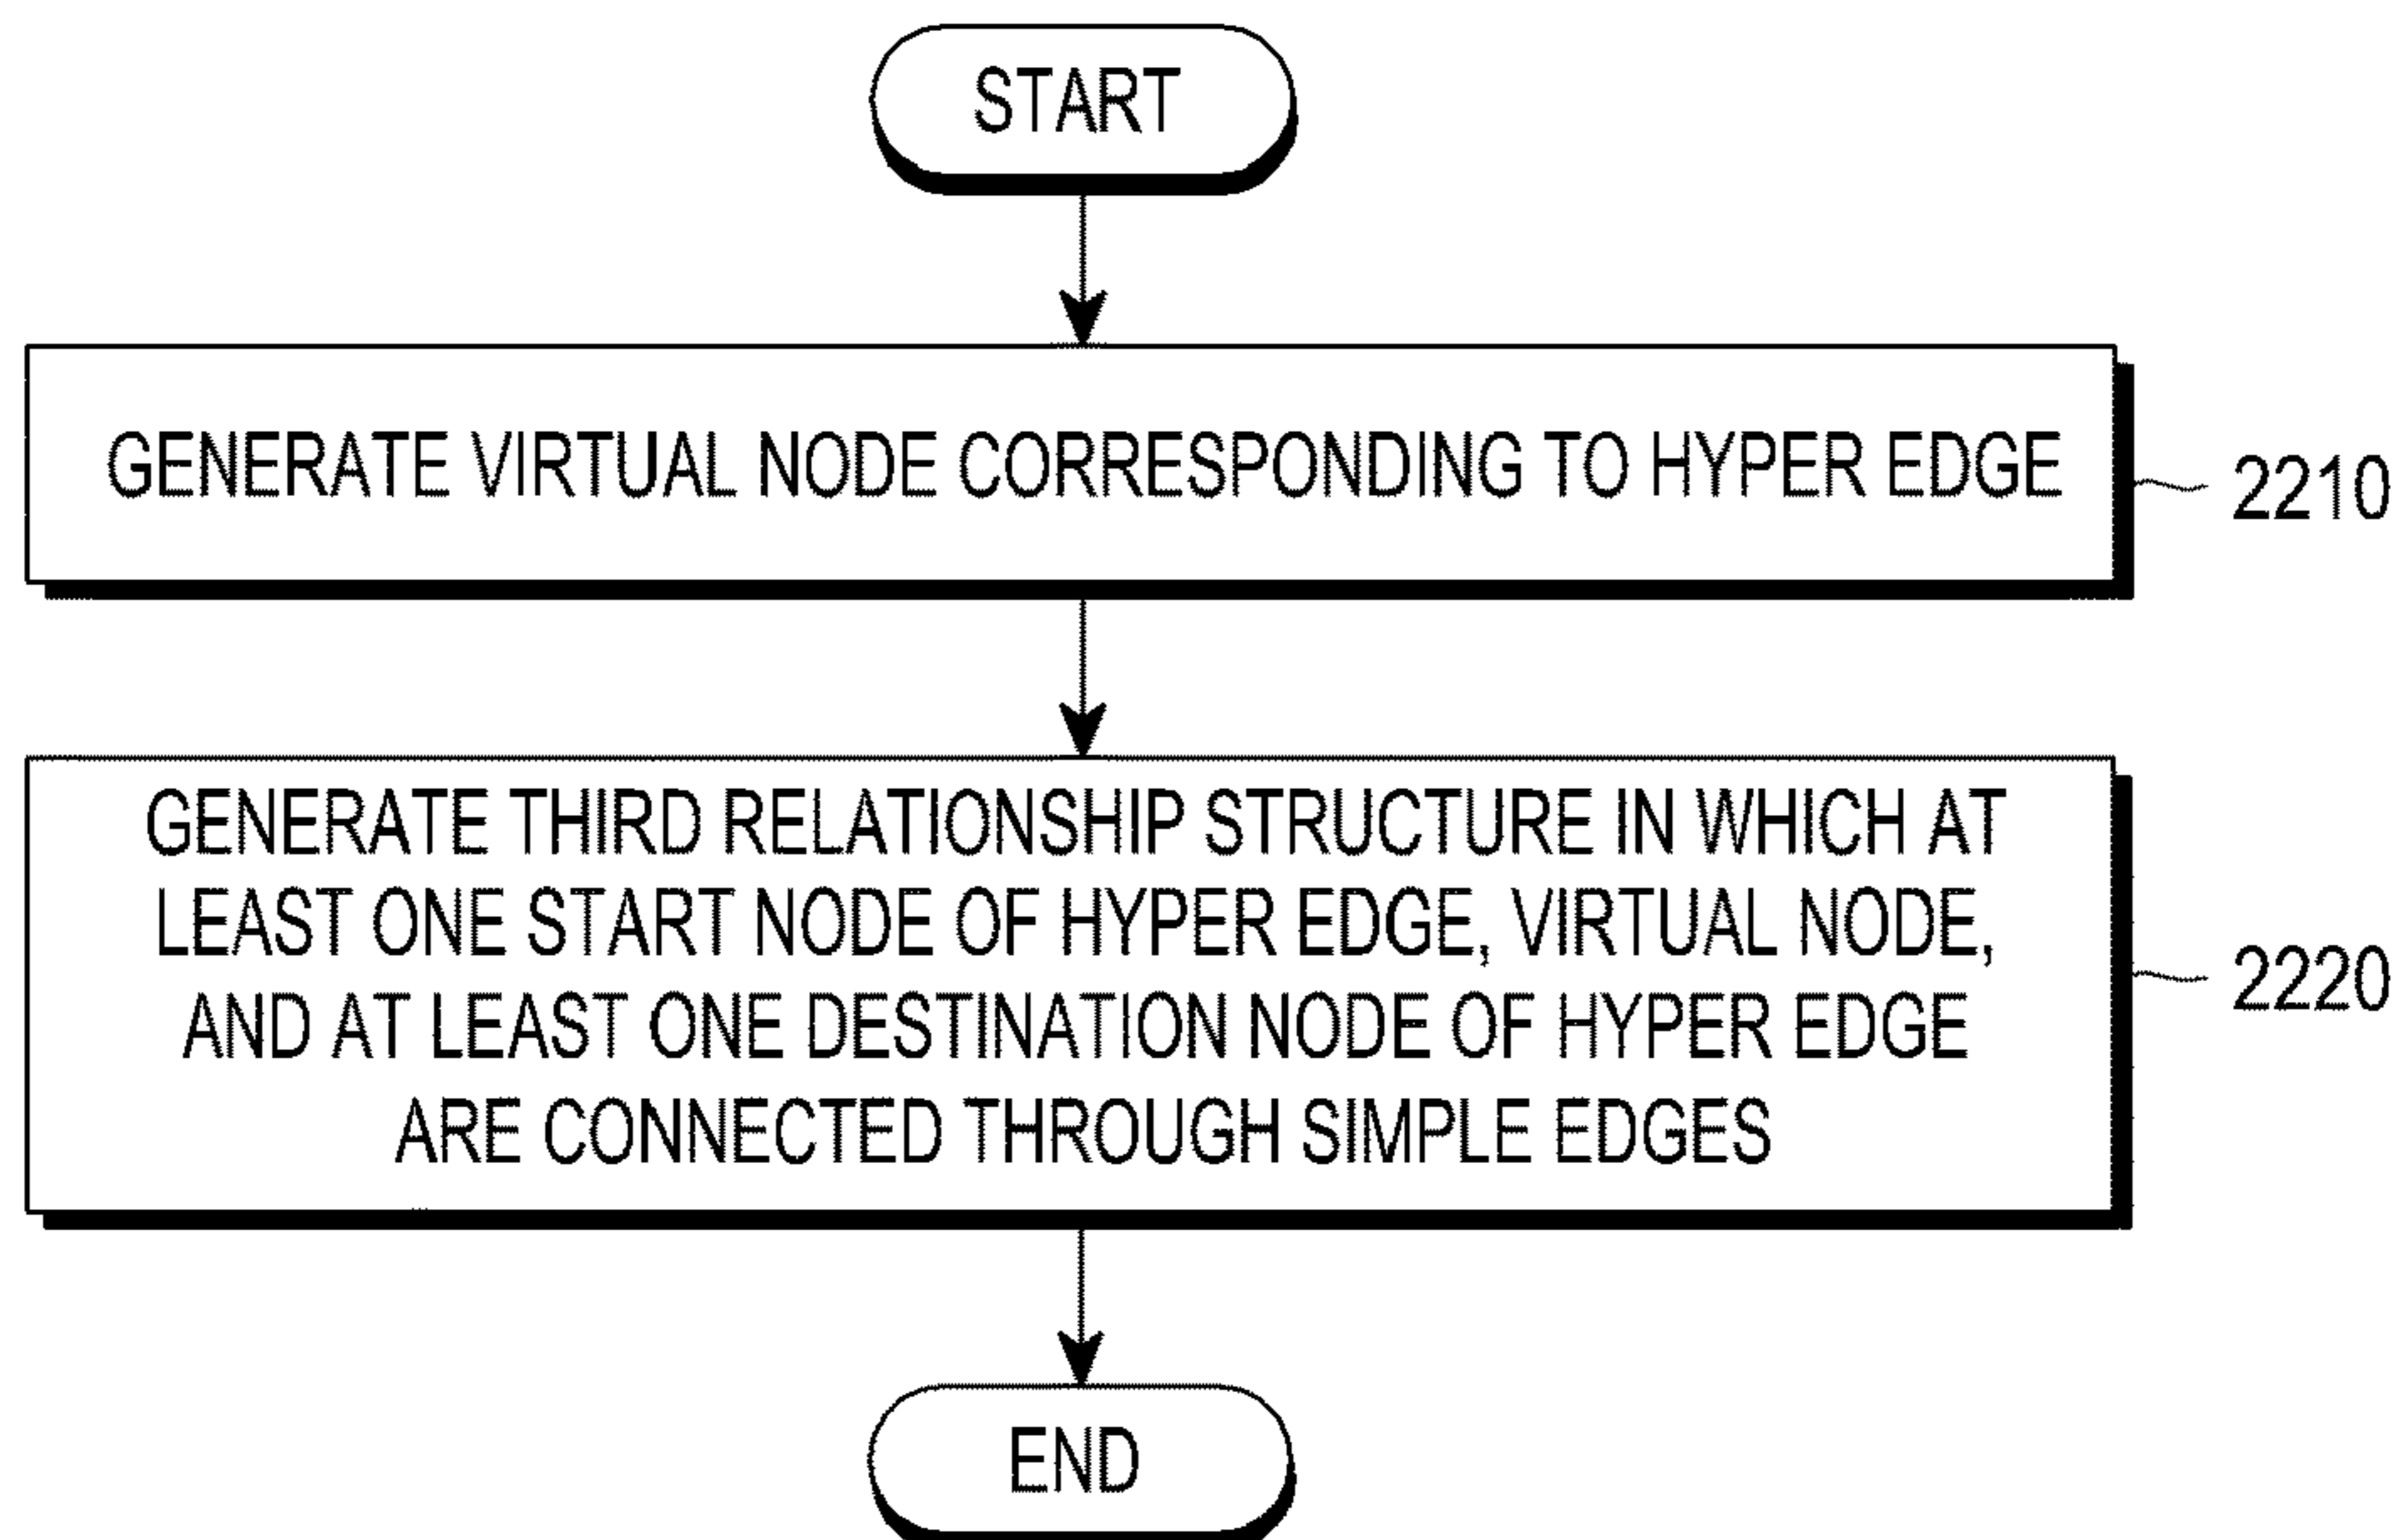 START
GENERATE VIRTUAL NODE CORRESPONDING TO HYPER EDGE
2210
GENERATE THIRD RELATIONSHIP STRUCTURE IN WHICH AT
LEAST ONE START NODE OF HYPER EDGE, VIRTUAL NODE,
AND AT LEAST ONE DESTINATION NODE OF HYPER EDGE
ARE CONNECTED THROUGH SIMPLE EDGES
2220
END